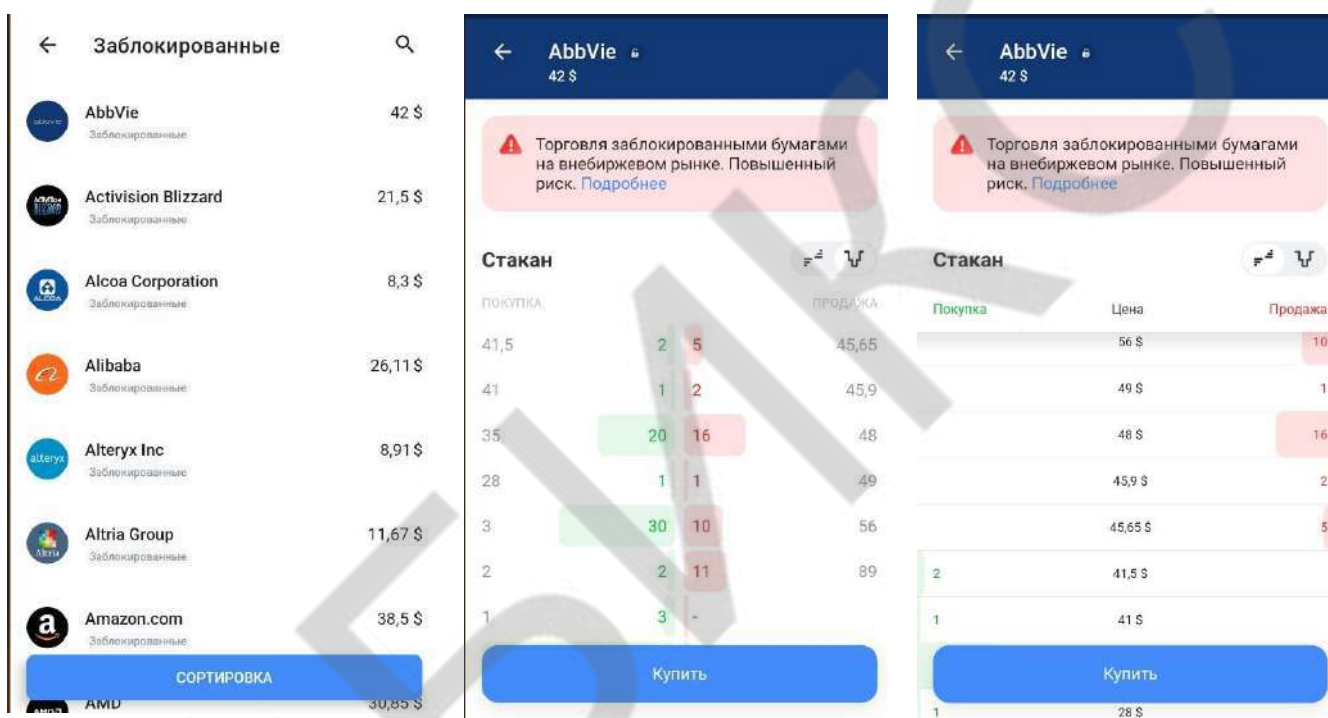 Заблокированные
AbbVie
42 $
Заблокированные
Activision Blizzard
21,5 $
Заблокированные
Alcoa Corporation
8,3 $
Заблокированные
Alibaba
26,11 $
Заблокированные
Alteryx Inc
8,91 $
Заблокированные
Altria Group
11,67 $
Заблокированные
Amazon.com
38,5 $
Заблокированные
СОРТИРОВКА
AMD
30,85 $
AbbVie
42 $
Торговля заблокированными бумагами
на внебиржевом рынке. Повышенный
риск. Подробнее
Стакан
ПОКУПКА ПРОДАЖА
41,5 2 5 45,65
41 1 2 45,9
35 20 16 48
28 1 1 49
3 30 10 56
2 2 11 89
1 3 -
Купить
AbbVie
42 $
Торговля заблокированными бумагами
на внебиржевом рынке. Повышенный
риск. Подробнее
Стакан
Покупка Цена Продажа
56 $ 10
49 $ 1
48 $ 16
45,9 $ 2
45,65 $ 5
2 41,5 $
1 41 $
Купить
1 28 $